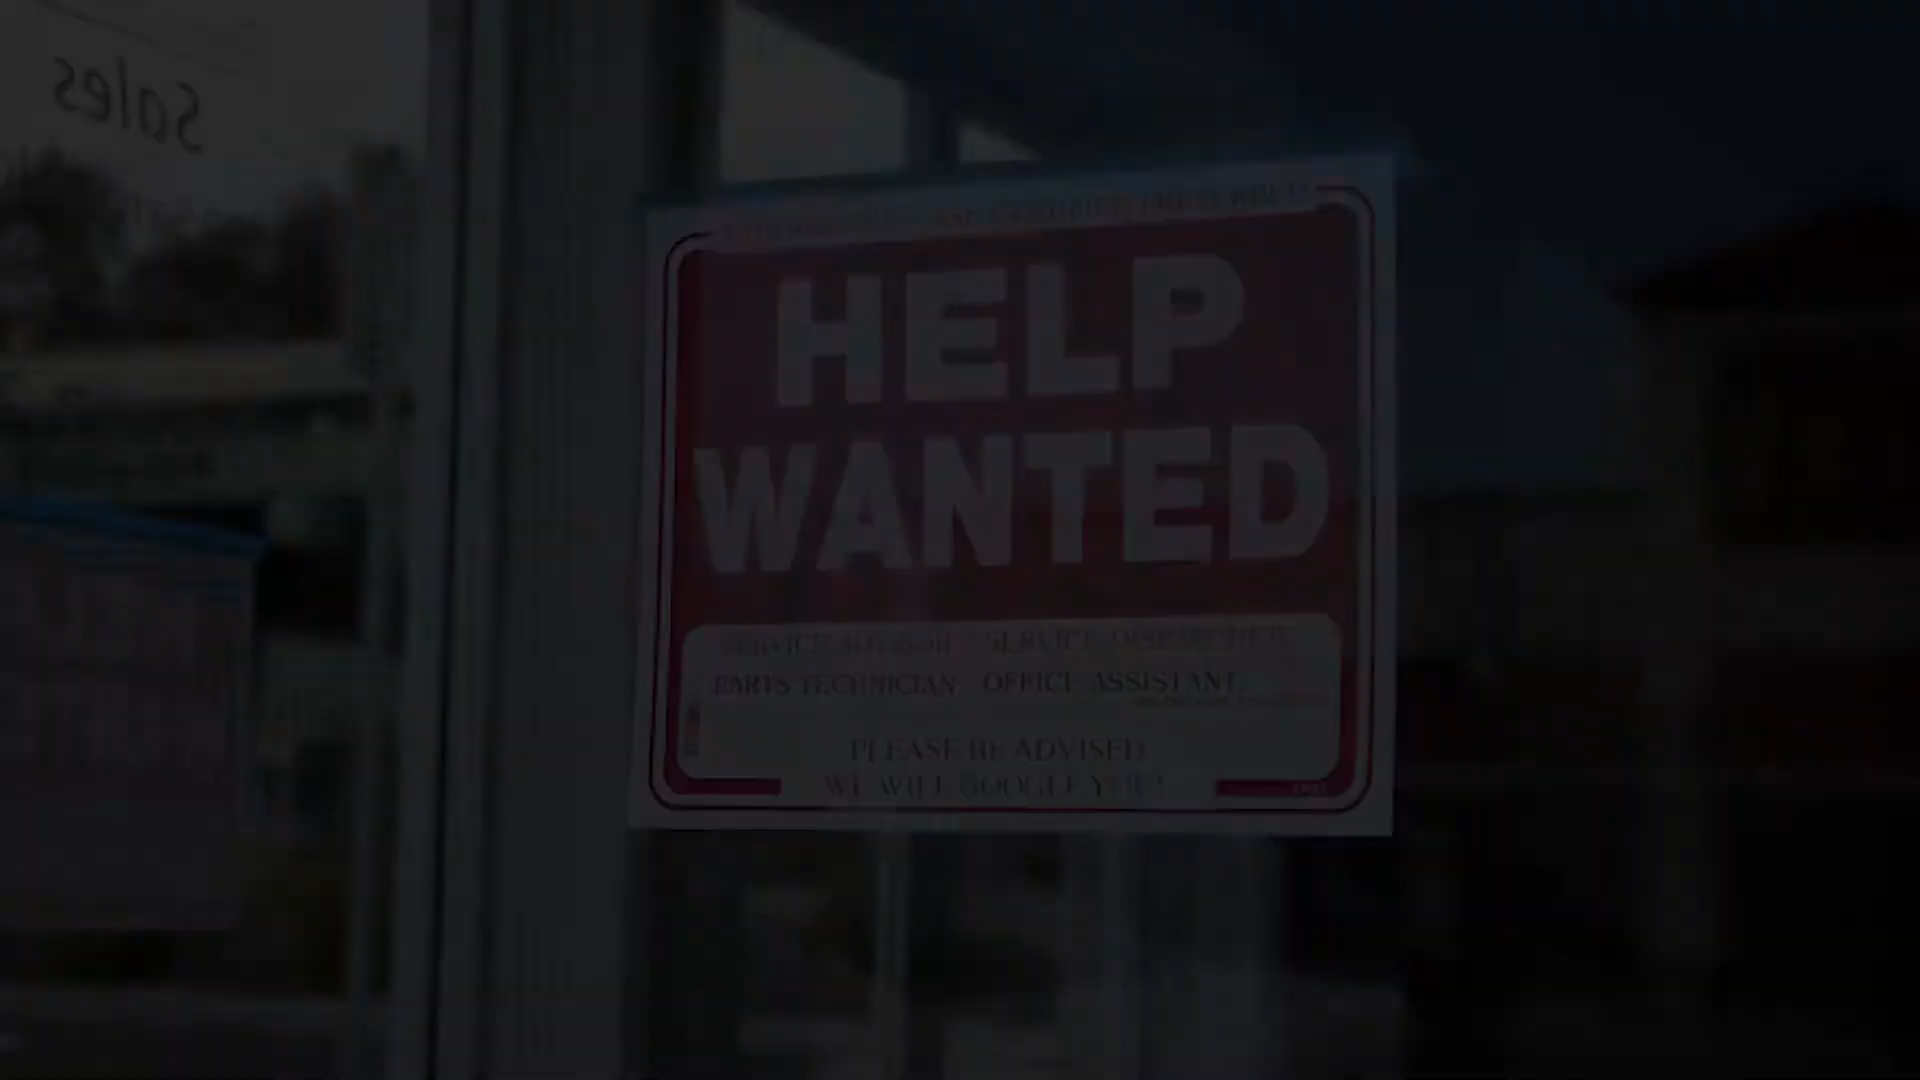 Sales
HELP
WANTED
SERVICE ADVISOR SERVICE DISPATCHER
PARTS TECHNICIAN OFFICE ASSISTANT
PLEASE BE ADVISED
WE WILL GOOGLE YOU!